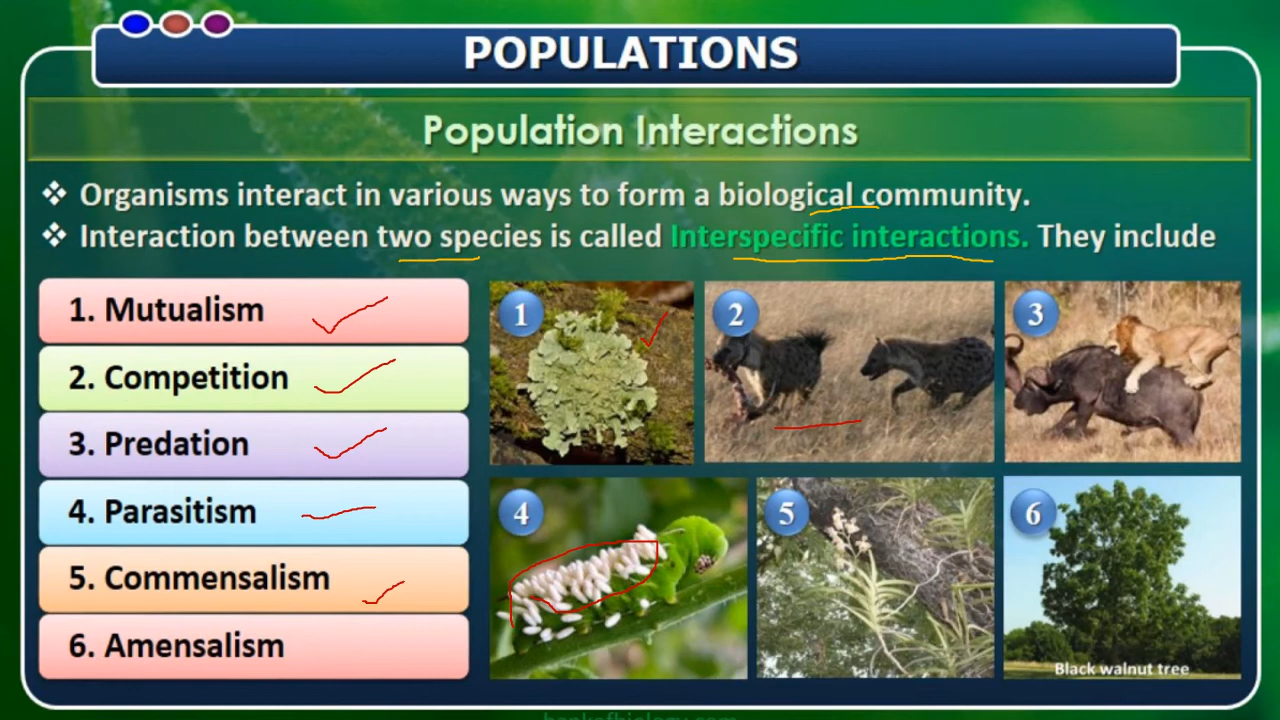 POPULATIONS
Population Interactions
❖ Organisms interact in various ways to form a biological community.
❖ Interaction between two species is called Interspecific interactions. They include
1. Mutualism
2. Competition
3. Predation
4. Parasitism
5. Commensalism
6. Amensalism
1
2
3
4
5
6
Black walnut tree